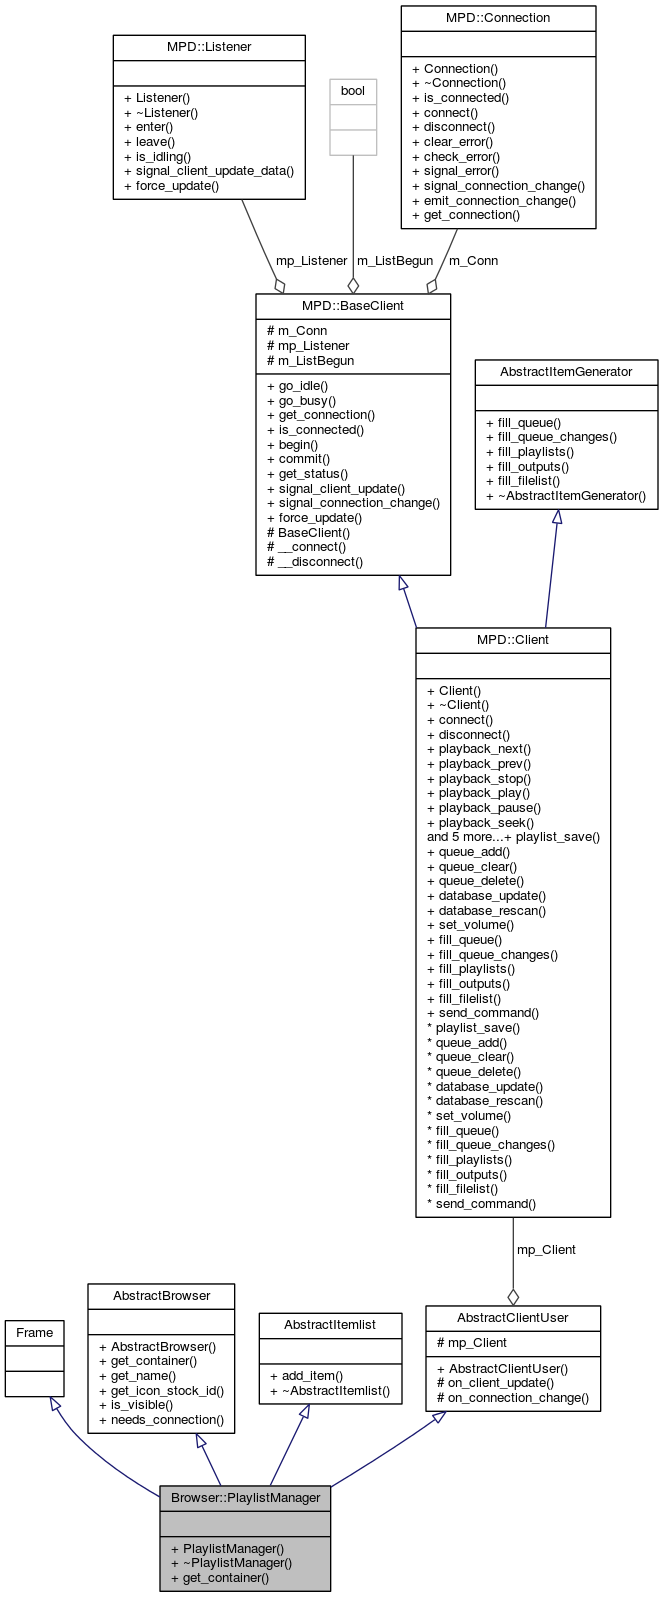 MPD::Connection
+ Connection()
+ ~Connection()
+ is_connected()
+ connect()
+ disconnect()
+ clear_error()
+ check_error()
+ signal_error()
+ signal_connection_change()
+ emit_connection_change()
+ get_connection()
MPD::Listener
+ Listener()
+ ~Listener()
+ enter()
+ leave()
+ is_idling()
+ signal_client_update_data()
+ force_update()
bool
mp_Listener
m_ListBegun
m_Conn
MPD::BaseClient
# m_Conn
# mp_Listener
# m_ListBegun
+ go_idle()
+ go_busy()
+ get_connection()
+ is_connected()
+ begin()
+ commit()
+ get_status()
+ signal_client_update()
+ signal_connection_change()
+ force_update()
# BaseClient()
# __connect()
# __disconnect()
AbstractItemGenerator
+ fill_queue()
+ fill_queue_changes()
+ fill_playlists()
+ fill_outputs()
+ fill_filelist()
+ ~AbstractItemGenerator()
MPD::Client
+ Client()
+ ~Client()
+ connect()
+ disconnect()
+ playback_next()
+ playback_prev()
+ playback_stop()
+ playback_play()
+ playback_pause()
+ playback_seek()
and 5 more...+ playlist_save()
+ queue_add()
+ queue_clear()
+ queue_delete()
+ database_update()
+ database_rescan()
+ set_volume()
+ fill_queue()
+ fill_queue_changes()
+ fill_playlists()
+ fill_outputs()
+ fill_filelist()
+ send_command()
* playlist_save()
* queue_add()
* queue_clear()
* queue_delete()
* database_update()
* database_rescan()
* set_volume()
* fill_queue()
* fill_queue_changes()
* fill_playlists()
* fill_outputs()
* fill_filelist()
* send_command()
mp_Client
Frame
AbstractBrowser
+ AbstractBrowser()
+ get_container()
+ get_name()
+ get_icon_stock_id()
+ is_visible()
+ needs_connection()
AbstractItemlist
+ add_item()
+ ~AbstractItemlist()
AbstractClientUser
# mp_Client
+ AbstractClientUser()
# on_client_update()
# on_connection_change()
Browser::PlaylistManager
+ PlaylistManager()
+ ~PlaylistManager()
+ get_container()